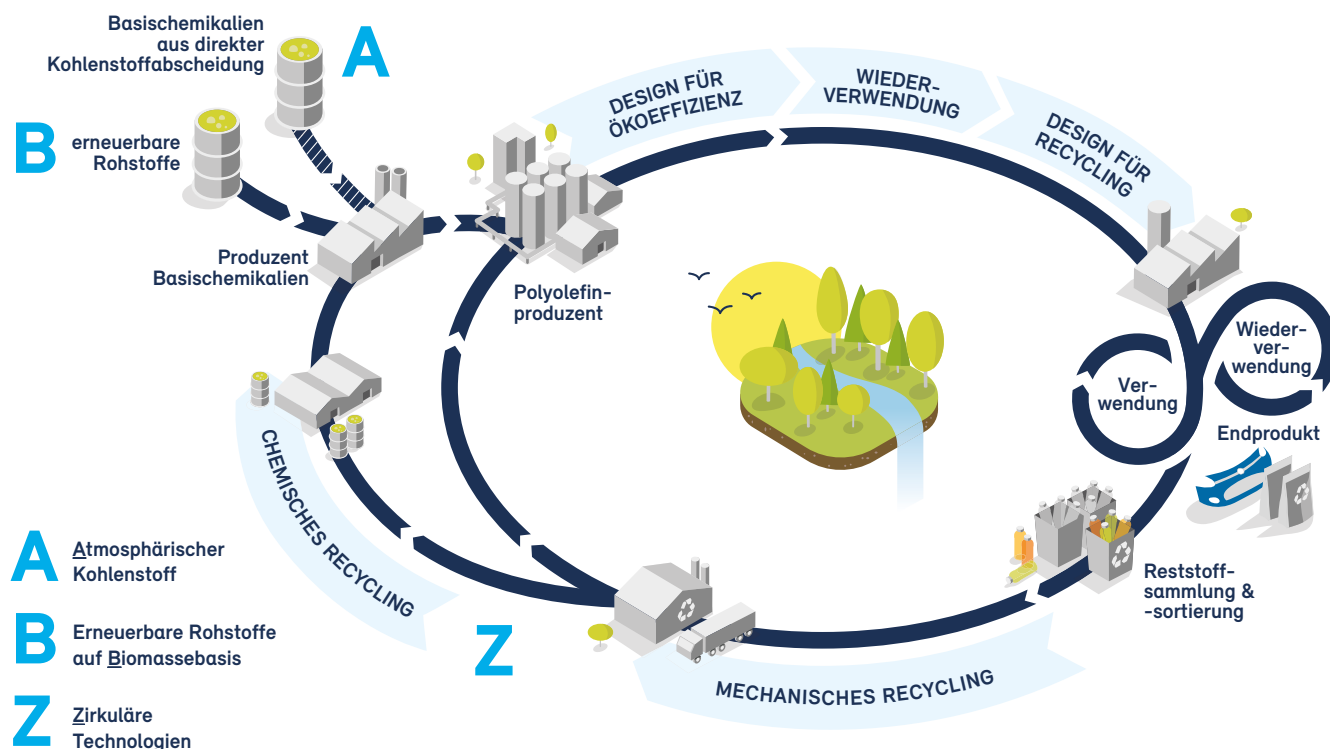 Basischemikalien
aus direkter
Kohlenstoffabscheidung
A
B
erneuerbare
Rohstoffe
Produzent
Basischemikalien
Polyolefin-
produzent
DESIGN FÜR
ÖKOEFFIZIENZ
WIEDER-
VERWENDUNG
DESIGN FÜR
RECYCLING
Ver-
wendung
Wieder-
ver-
wendung
Endprodukt
Reststoff-
sammlung &
-sortierung
MECHANISCHES RECYCLING
Z
CHEMISCHES RECYCLING
A
Atmosphärischer
Kohlenstoff
B
Erneuerbare Rohstoffe
auf Biomassebasis
Z
Zirkuläre
Technologien